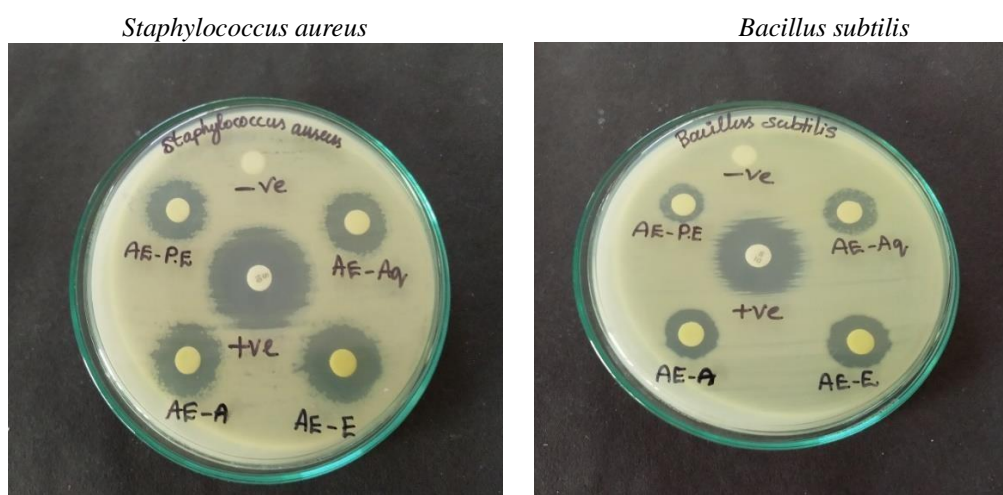 Staphylococcus aureus
Bacillus subtilis
Staphylococcus aureus
-ve
AE-P.E
AE-Aq
+ve
AE-A
AE-E
Bacillus subtilis
-ve
AE-P.E
AE-Aq
+ve
AE-A
AE-E